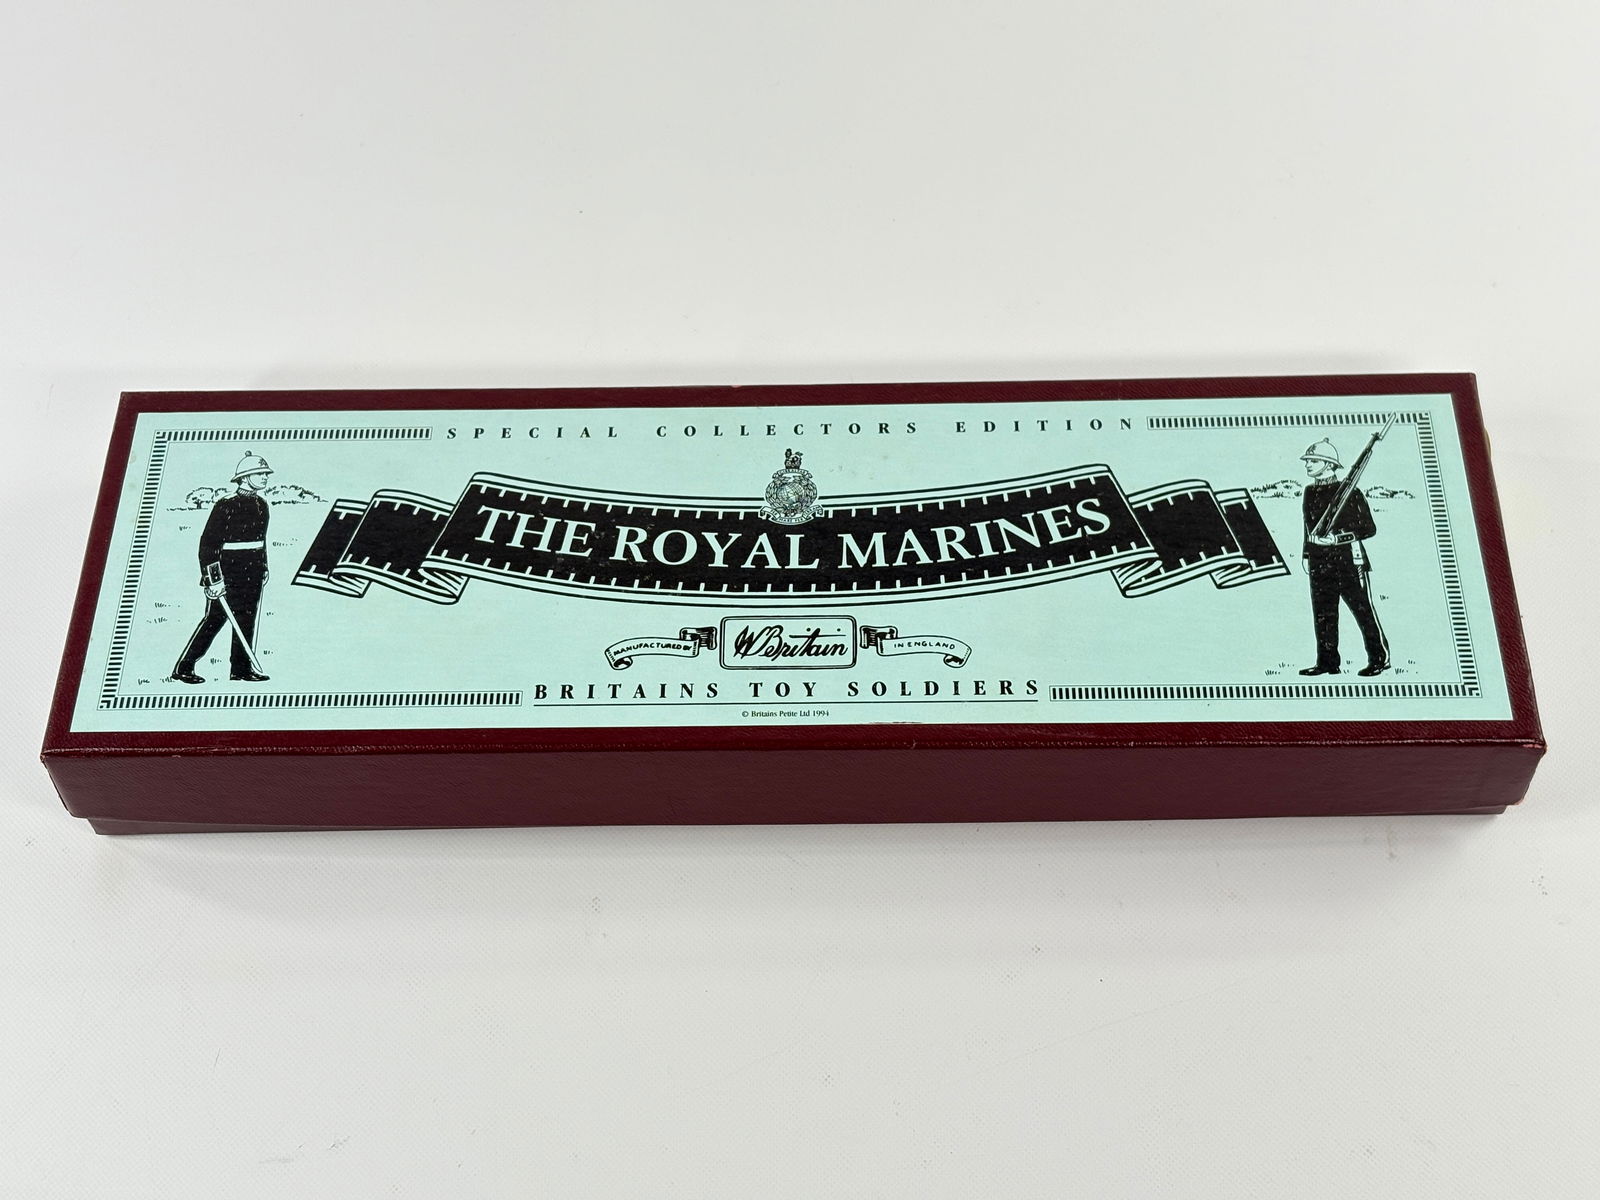 SPECIAL COLLECTORS EDITION
THE ROYAL MARINES
MANUFACTURED BY
W Britain
IN ENGLAND
BRITAINS TOY SOLDIERS
© Britains Petite Ltd 1994